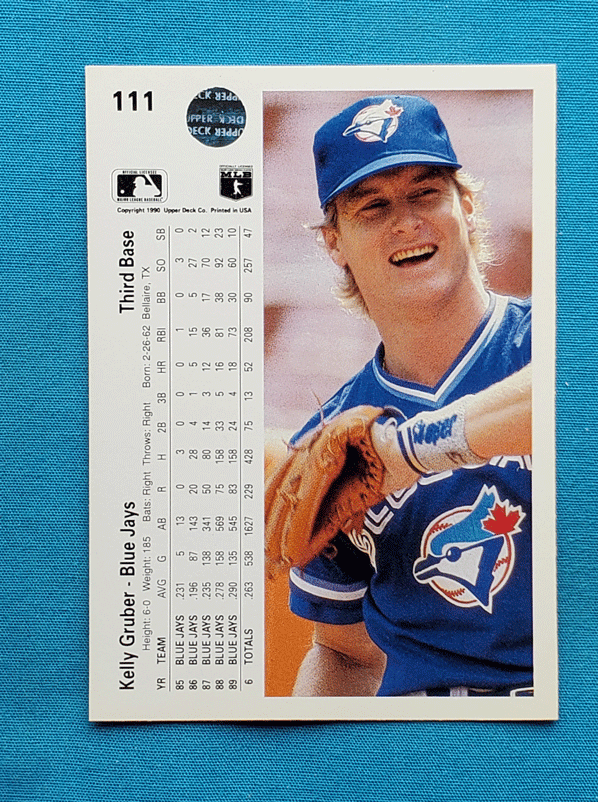 111
UPPER DECK
OFFICIAL LICENSEE
MAJOR LEAGUE BASEBALL
MLB
Copyright 1990 Upper Deck Co. Printed in USA
Kelly Gruber - Blue Jays Third Base
Height: 6-0 Weight: 185 Bats: Right Throws: Right Born: 2-26-62 Bellaire, TX
YR TEAM AVG G AB R H 2B 3B HR RBI BB SO SB
85 BLUE JAYS .231 5 13 0 3 0 0 0 1 0 3 0
86 BLUE JAYS .196 87 143 20 28 4 1 5 15 5 27 2
87 BLUE JAYS .235 138 341 50 80 14 3 12 36 17 70 12
88 BLUE JAYS .278 158 569 75 158 33 5 16 81 38 92 23
89 BLUE JAYS .290 135 545 83 158 24 4 18 73 30 60 10
6 TOTALS .263 538 1627 229 428 75 13 52 208 90 257 47